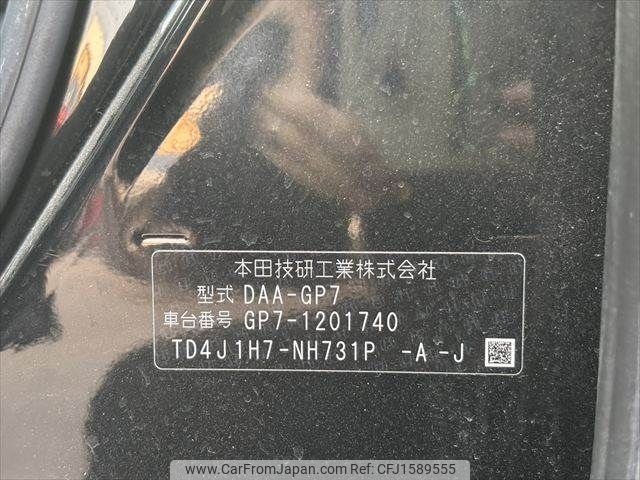 本田技研工業株式会社
型式 DAA-GP7
車台番号 GP7-1201740
TD4J1H7-NH731P -A -J
www.CarFromJapan.com - ref:CFJ1589555